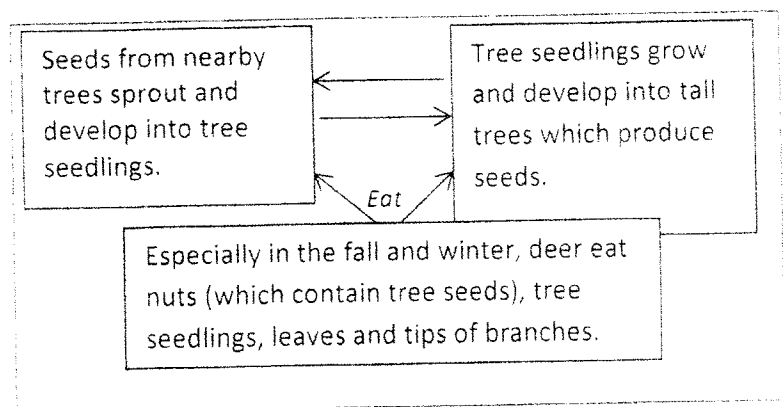 Seeds from nearby
trees sprout and
develop into tree
seedlings.
Tree seedlings grow
and develop into tall
trees which produce
seeds.
Eat
Especially in the fall and winter, deer eat
nuts (which contain tree seeds), tree
seedlings, leaves and tips of branches.